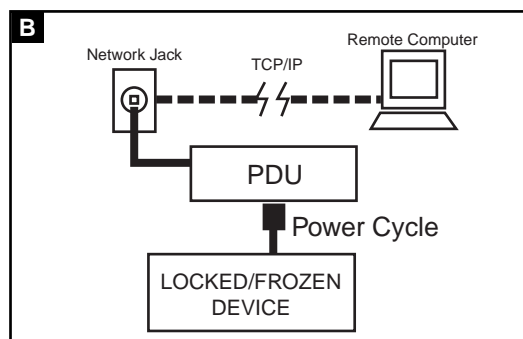 B
Network Jack
TCP/IP
Remote Computer
PDU
Power Cycle
LOCKED/FROZEN
DEVICE